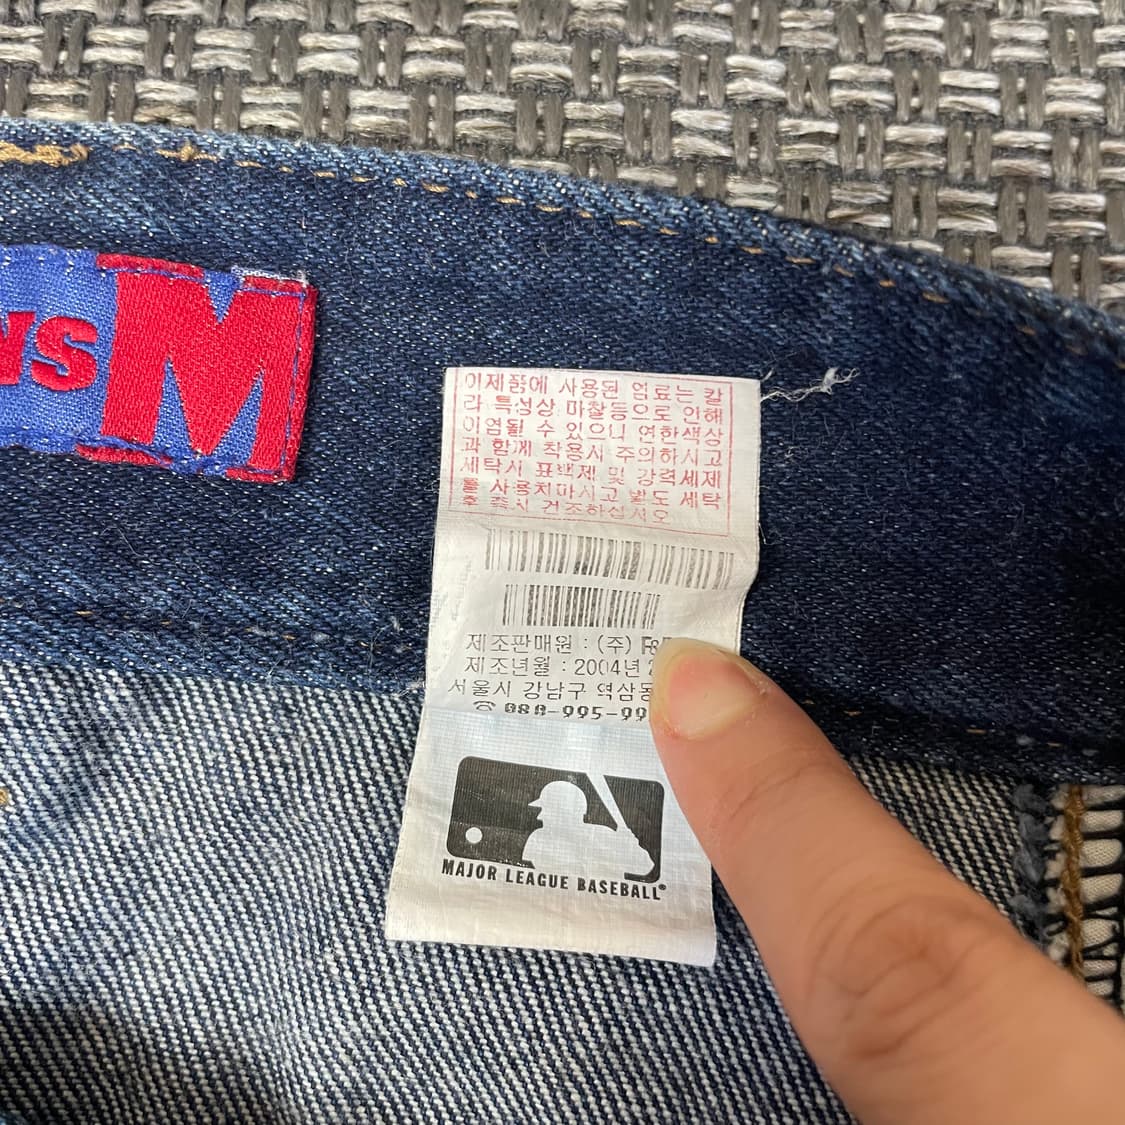 ws M
이제품에 사용된 염료는 칼
라 특성상 마찰등으로 인해
이염될 수 있으니 연한색상
과 함께 착용시 주의하시고
세탁시 표백제 및 강력세제
를 사용치마시고 별도 세탁
후 즉시 건조하십시오
제조판매원 : (주)
제조년월 : 2004년
서울시 강남구 역삼동
MAJOR LEAGUE BASEBALL®